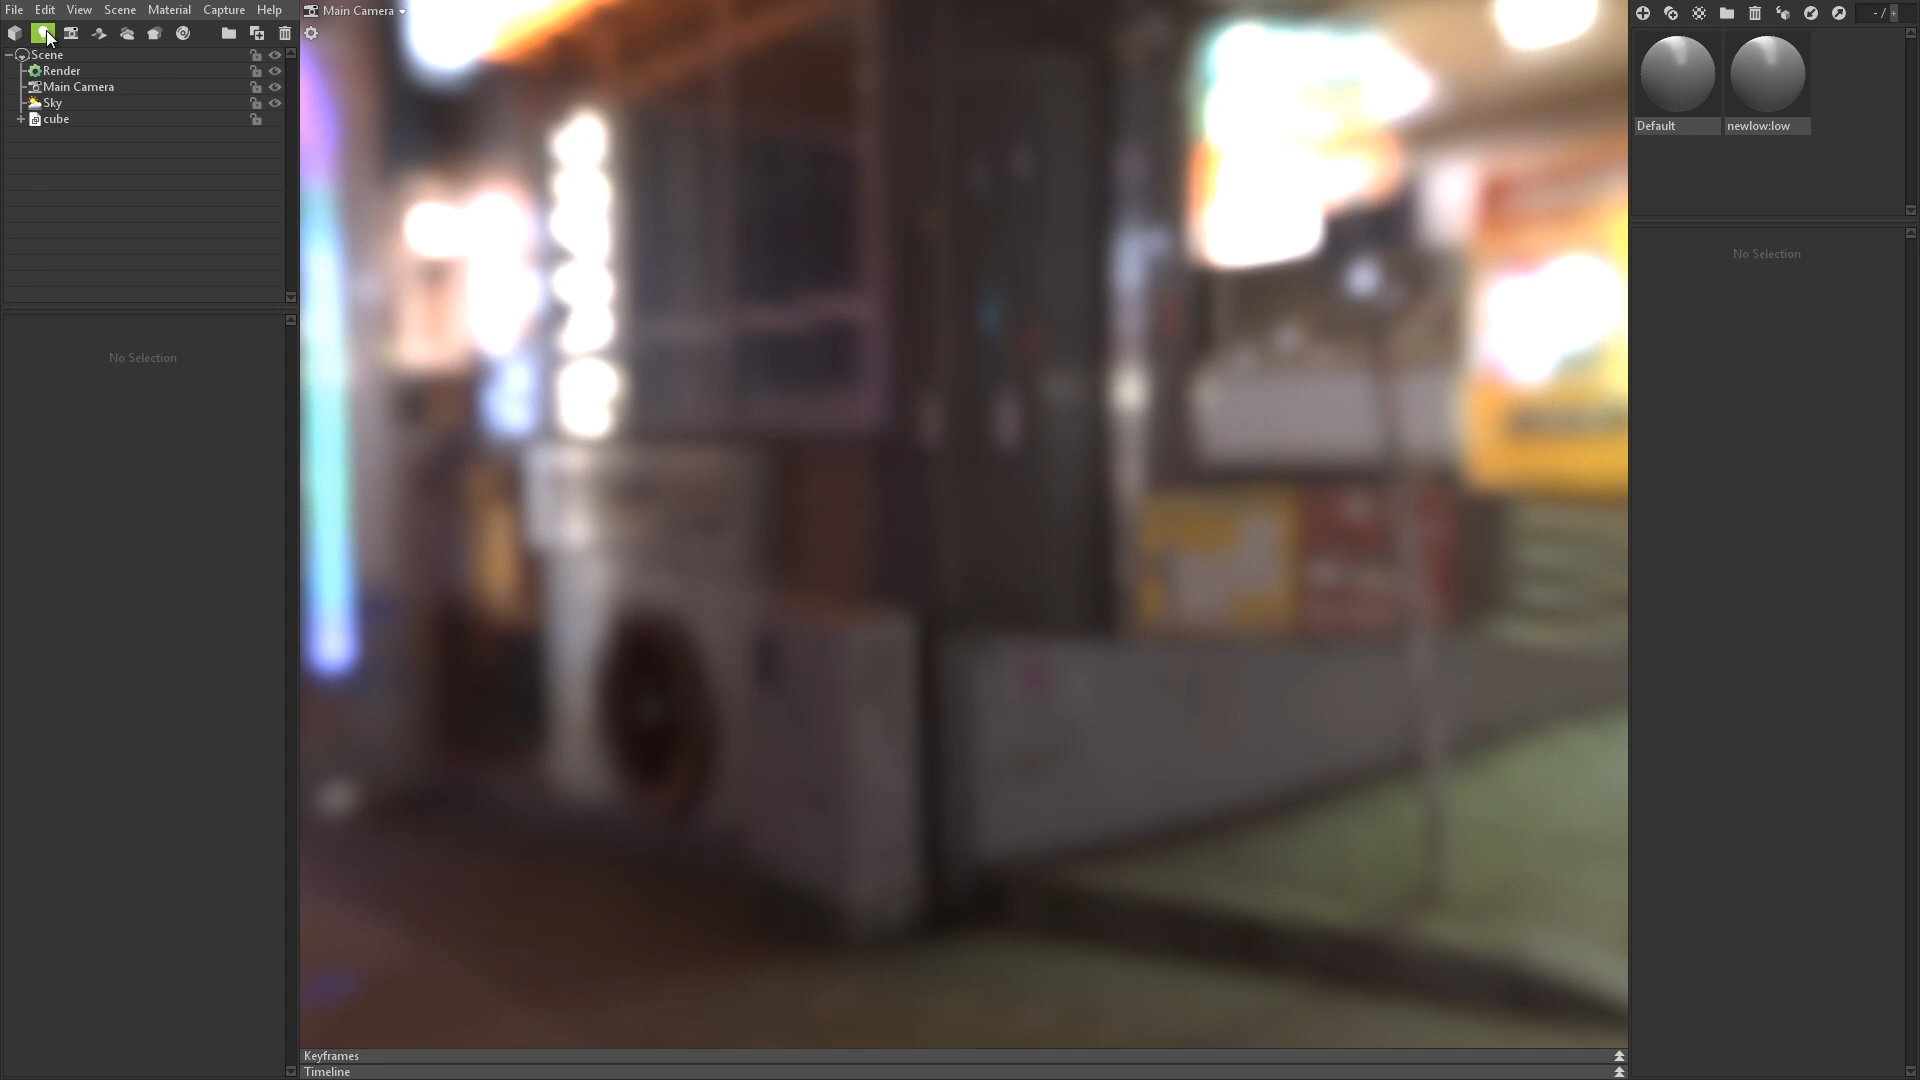 File Edit View Scene Material Capture Help
Main Camera
- /
Scene
Render
Main Camera
Sky
cube
Default
newlow:low
No Selection
No Selection
Keyframes
Timeline